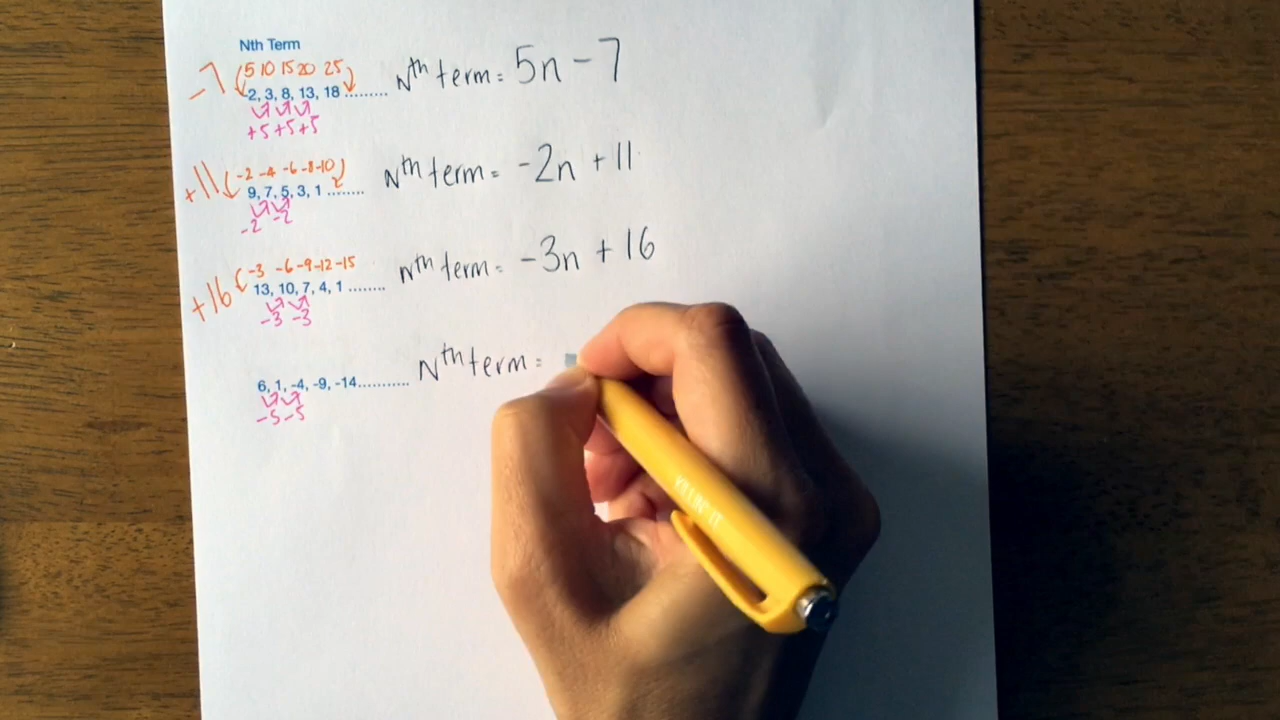 Nth Term
-7 5 10 15 20 25
-2, 3, 8, 13, 18 ......... Nth term = 5n - 7
+5 +5 +5
+11 -2 -4 -6 -8 -10
9, 7, 5, 3, 1 ........ Nth term = -2n + 11
-2 -2
+16 -3 -6 -9 -12 -15
13, 10, 7, 4, 1 ........ Nth term = -3n + 16
-3 -3
6, 1, -4, -9, -14........... Nth term =
-5 -5